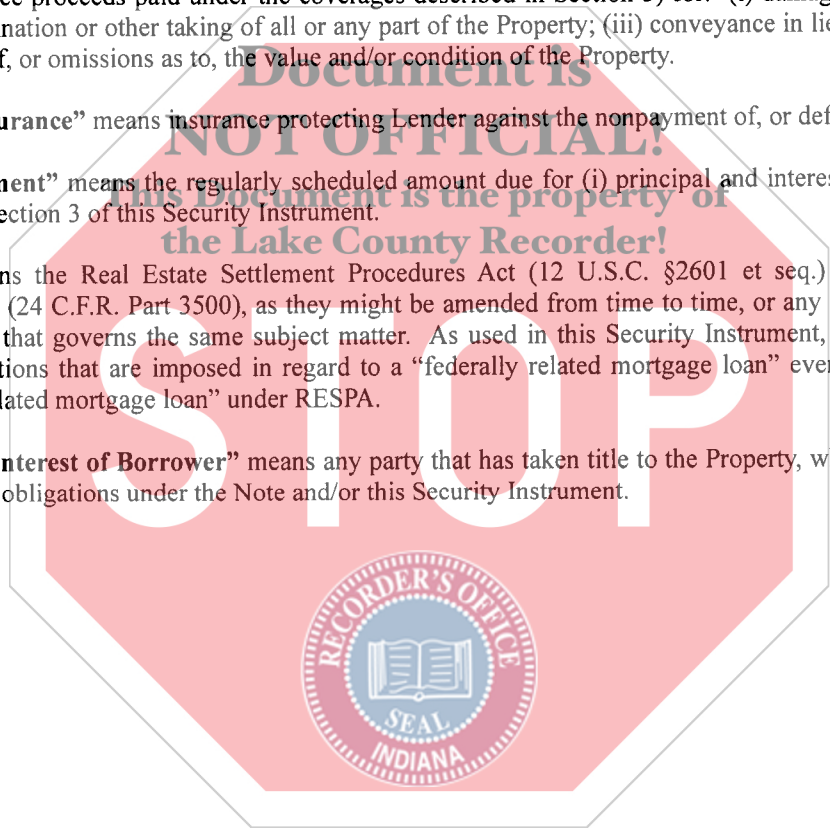 ce proceeds paid under the coverages described in Section 5) for: (i) damag
nation or other taking of all or any part of the Property; (iii) conveyance in lie
f, or omissions as to, the value and/or condition of the Property.
Document is
urance” means insurance protecting Lender against the nonpayment of, or def
NOT OFFICIAL!
nent” means the regularly scheduled amount due for (i) principal and interes
This Document is the property of
ection 3 of this Security Instrument.
the Lake County Recorder!
ns the Real Estate Settlement Procedures Act (12 U.S.C. §2601 et seq.)
(24 C.F.R. Part 3500), as they might be amended from time to time, or any
that governs the same subject matter. As used in this Security Instrument,
tions that are imposed in regard to a “federally related mortgage loan” even
lated mortgage loan” under RESPA.
STOP
nterest of Borrower” means any party that has taken title to the Property, w
obligations under the Note and/or this Security Instrument.
RECORDER'S OFFICE
SEAL
INDIANA